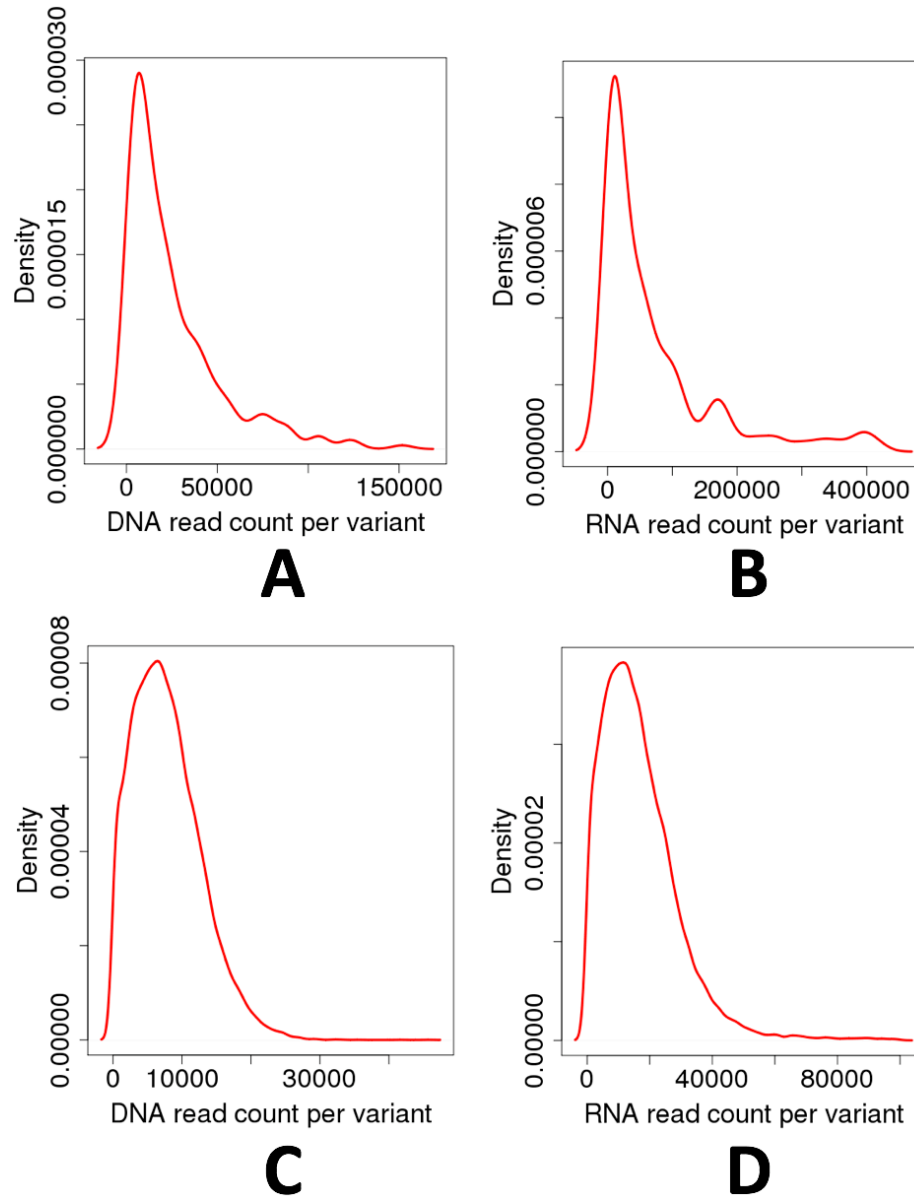 0.000000 0.000015 0.000030
Density
0 50000 150000
DNA read count per variant
A
0.000000 0.000006
Density
0 200000 400000
RNA read count per variant
B
0.00000 0.00004 0.00008
Density
0 10000 30000
DNA read count per variant
C
0.00000 0.00002
Density
0 40000 80000
RNA read count per variant
D